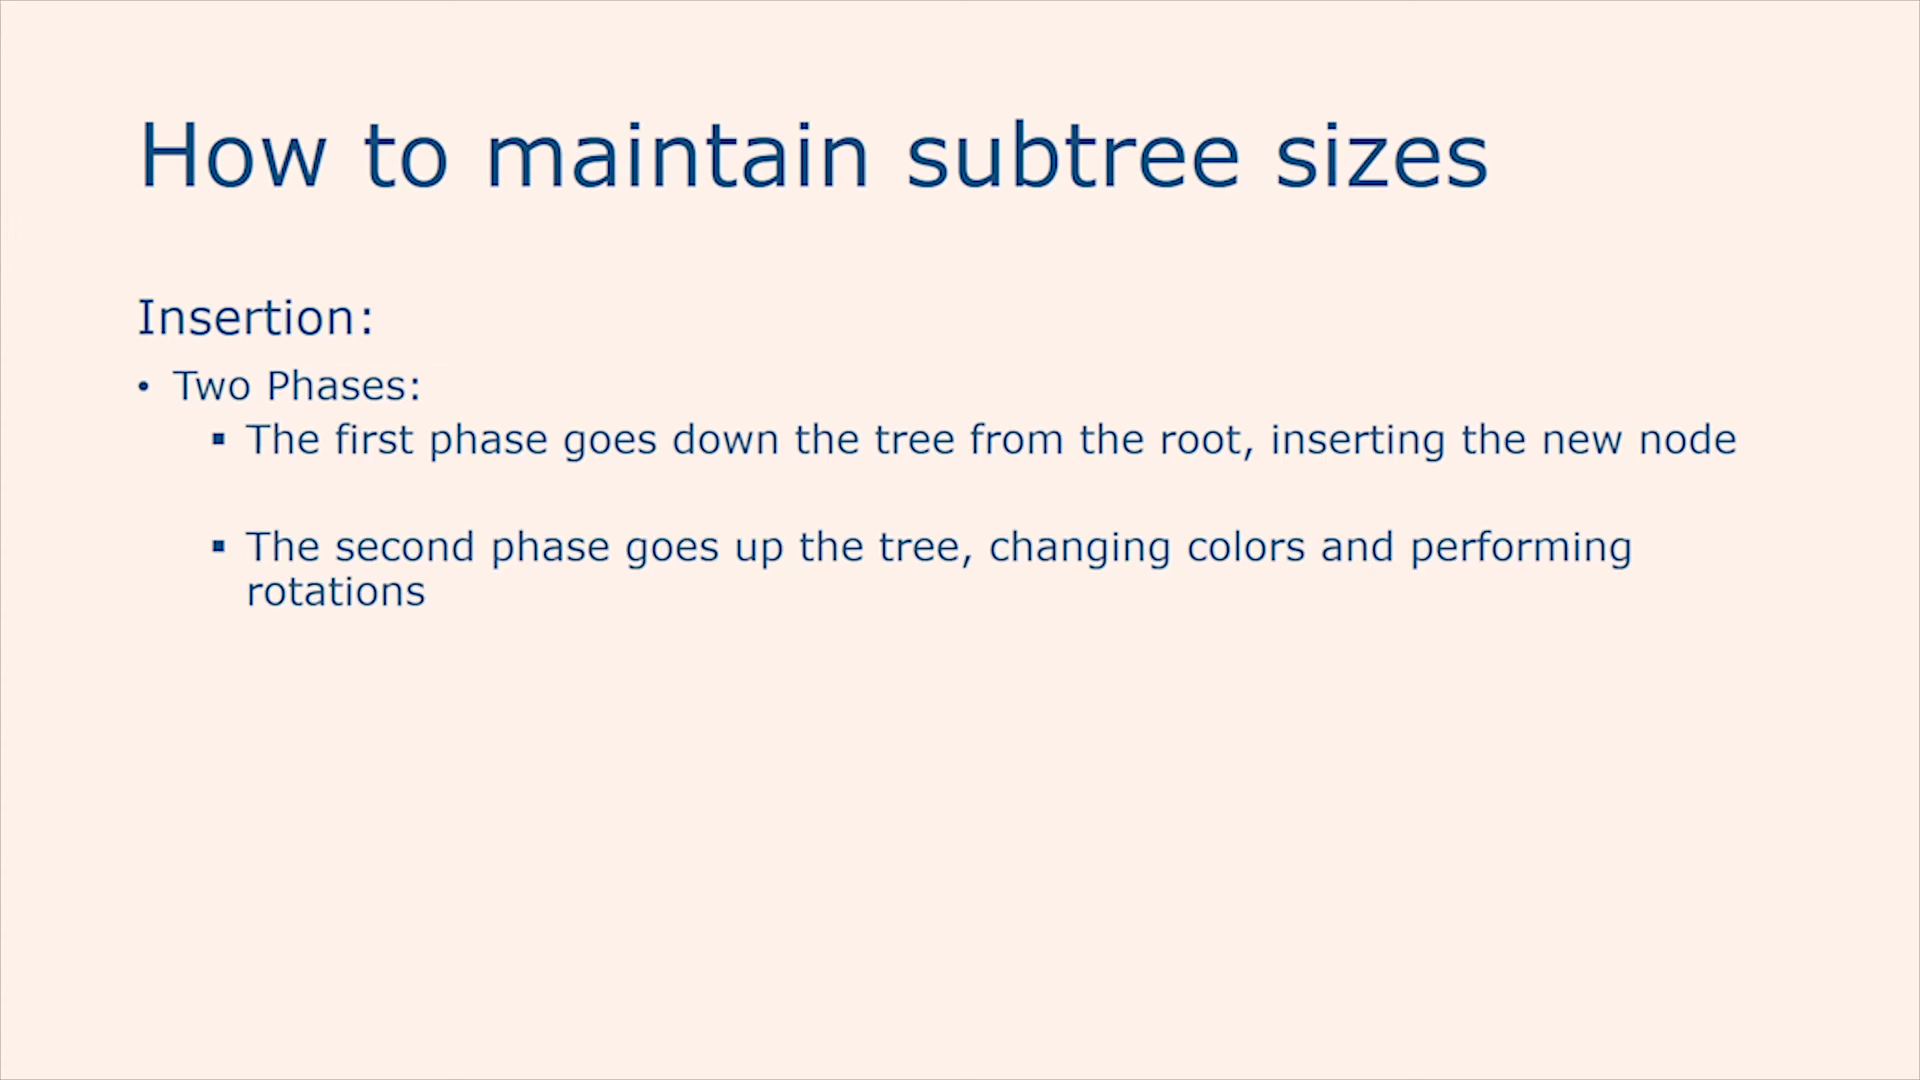 How to maintain subtree sizes
Insertion:
• Two Phases:
▪ The first phase goes down the tree from the root, inserting the new node
▪ The second phase goes up the tree, changing colors and performing
rotations